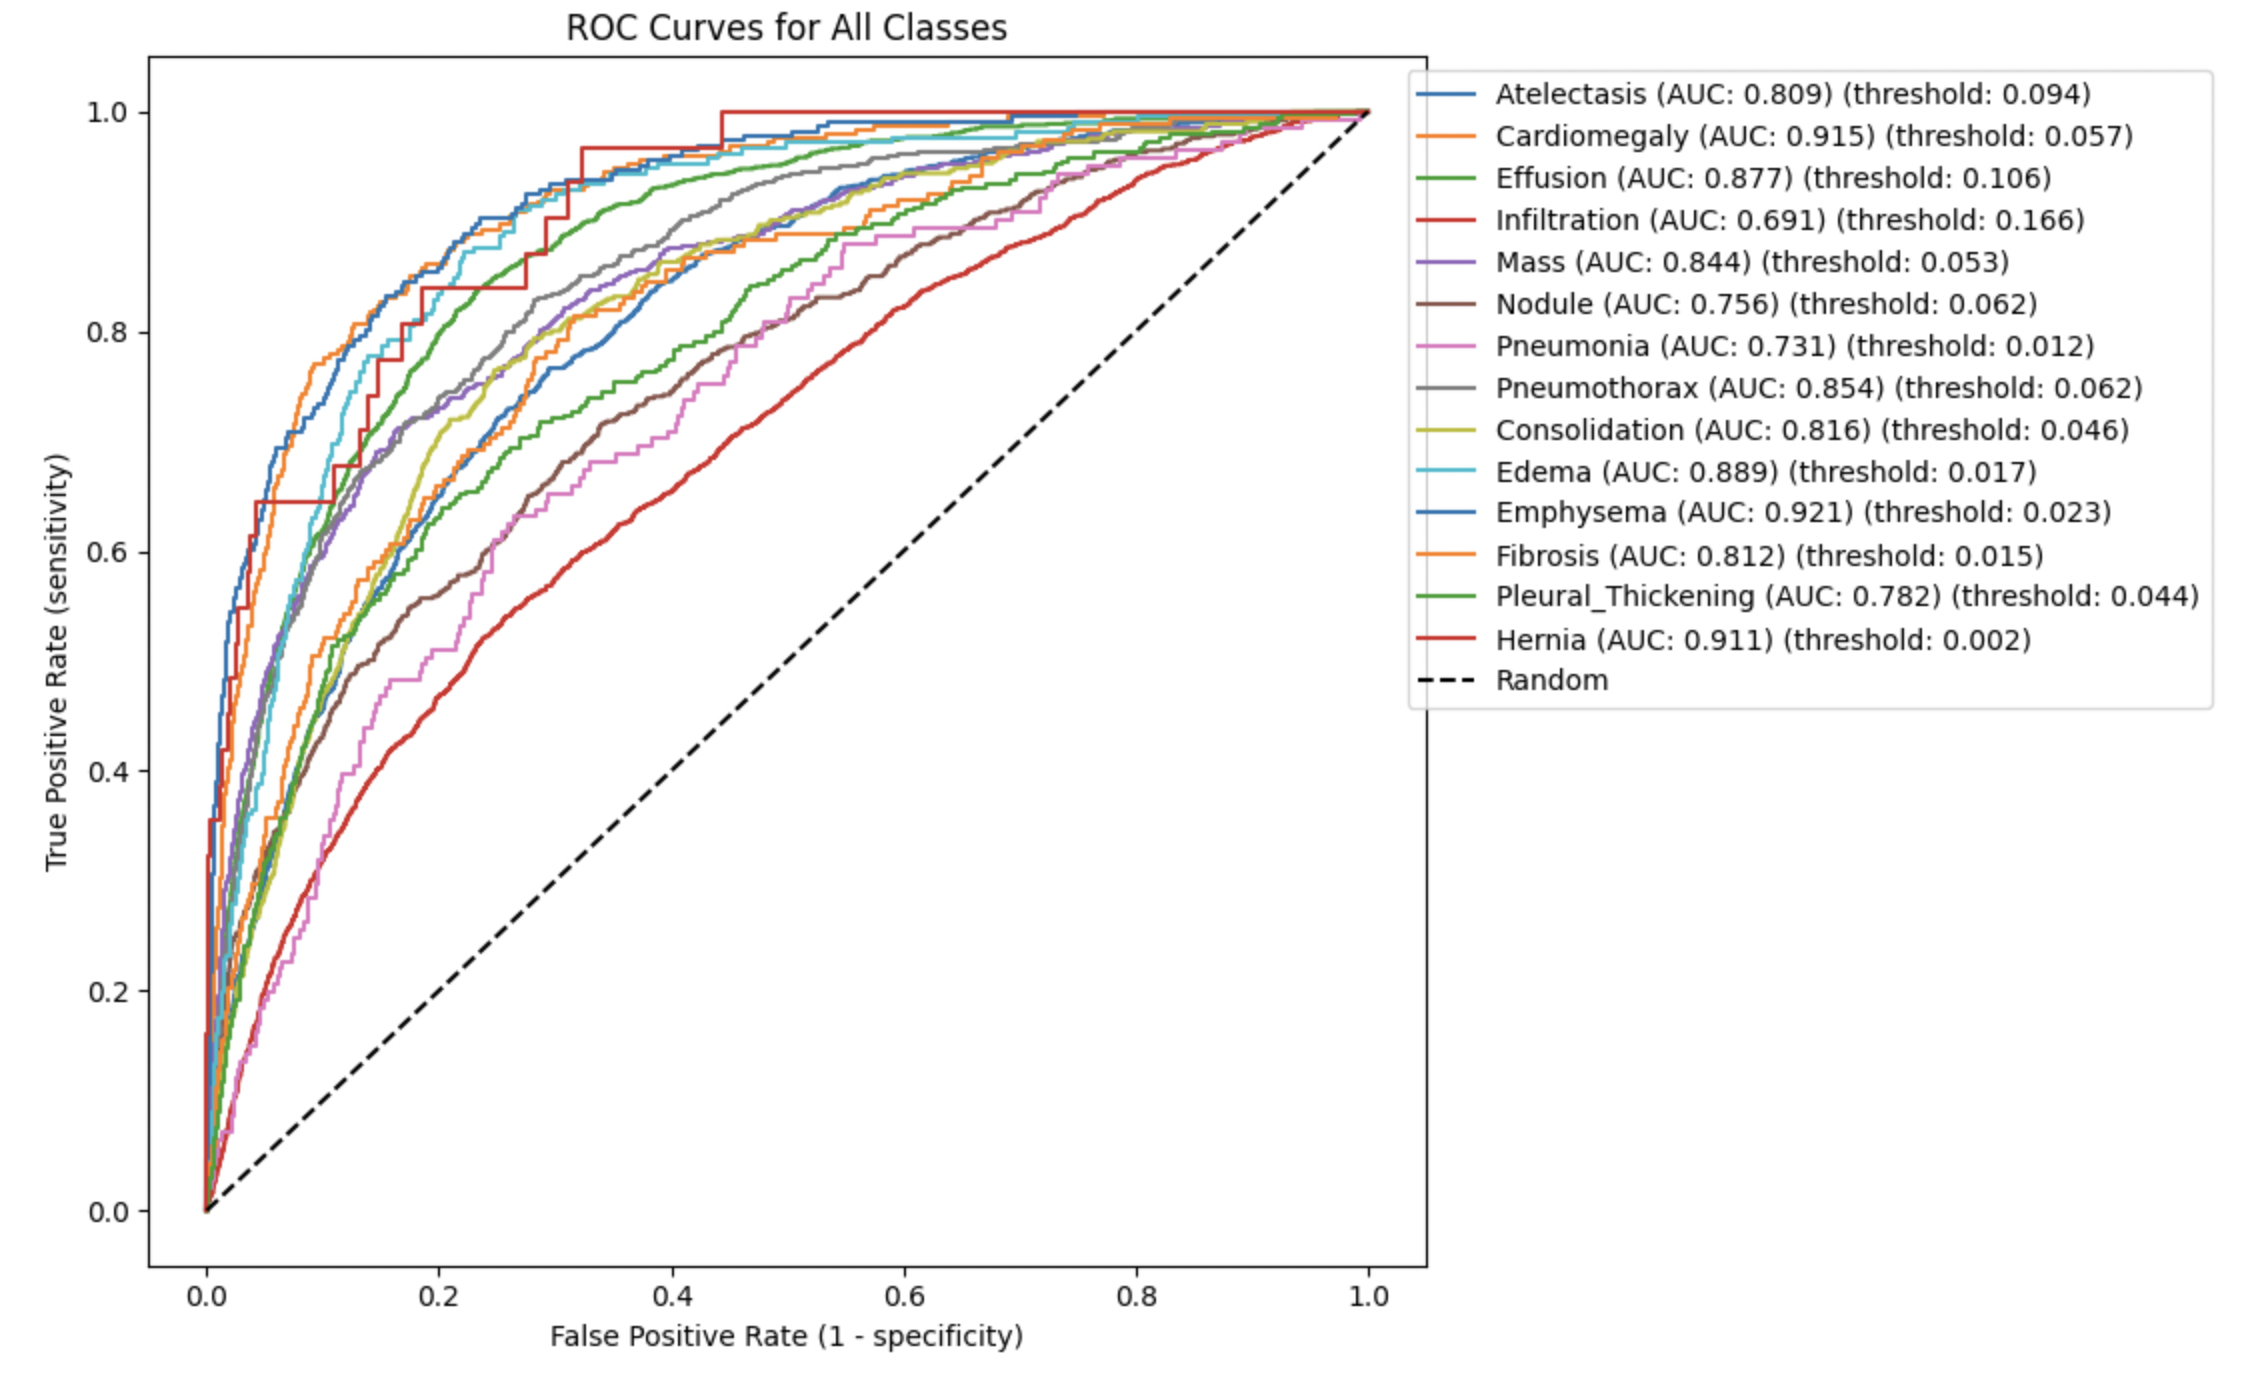 ROC Curves for All Classes
True Positive Rate (sensitivity)
1.0
0.8
0.6
0.4
0.2
0.0
0.0 0.2 0.4 0.6 0.8 1.0
False Positive Rate (1 - specificity)
Atelectasis (AUC: 0.809) (threshold: 0.094)
Cardiomegaly (AUC: 0.915) (threshold: 0.057)
Effusion (AUC: 0.877) (threshold: 0.106)
Infiltration (AUC: 0.691) (threshold: 0.166)
Mass (AUC: 0.844) (threshold: 0.053)
Nodule (AUC: 0.756) (threshold: 0.062)
Pneumonia (AUC: 0.731) (threshold: 0.012)
Pneumothorax (AUC: 0.854) (threshold: 0.062)
Consolidation (AUC: 0.816) (threshold: 0.046)
Edema (AUC: 0.889) (threshold: 0.017)
Emphysema (AUC: 0.921) (threshold: 0.023)
Fibrosis (AUC: 0.812) (threshold: 0.015)
Pleural_Thickening (AUC: 0.782) (threshold: 0.044)
Hernia (AUC: 0.911) (threshold: 0.002)
Random